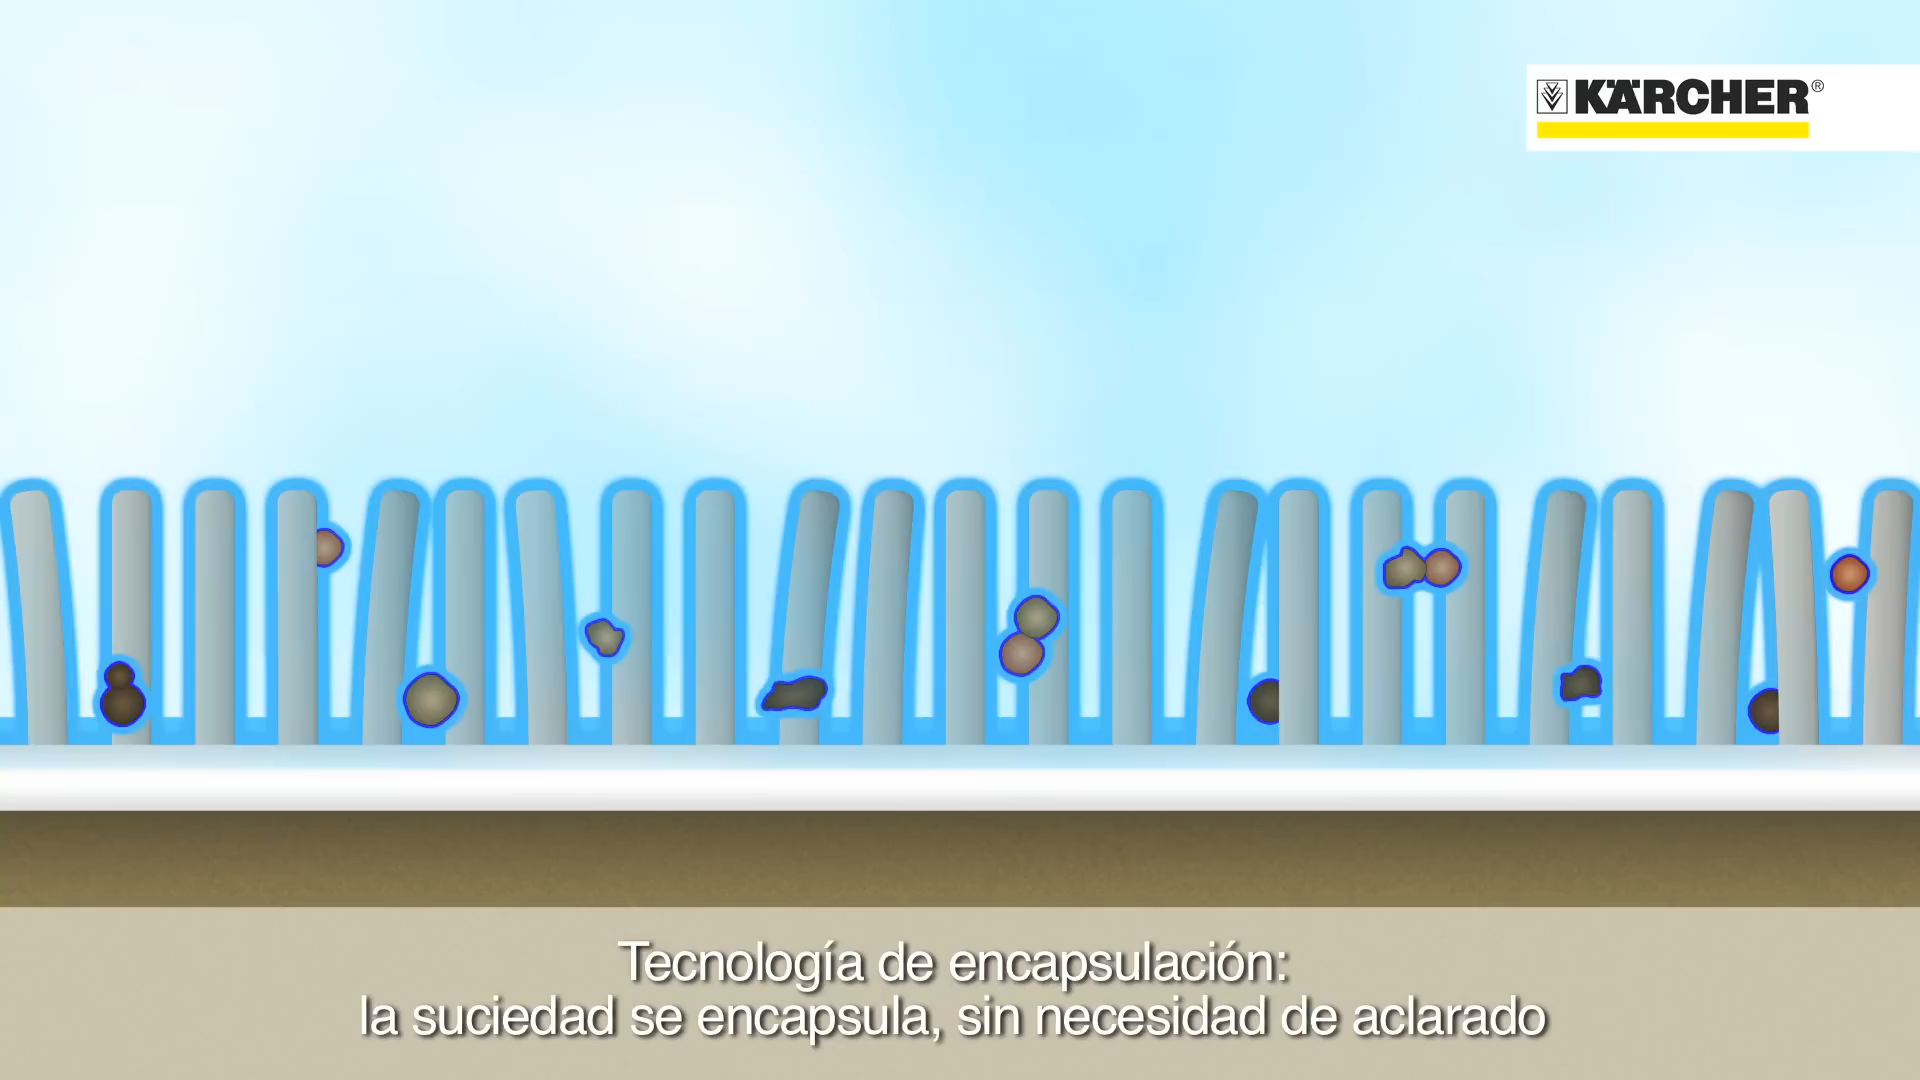 KÄRCHER®
Tecnología de encapsulación:
la suciedad se encapsula, sin necesidad de aclarado